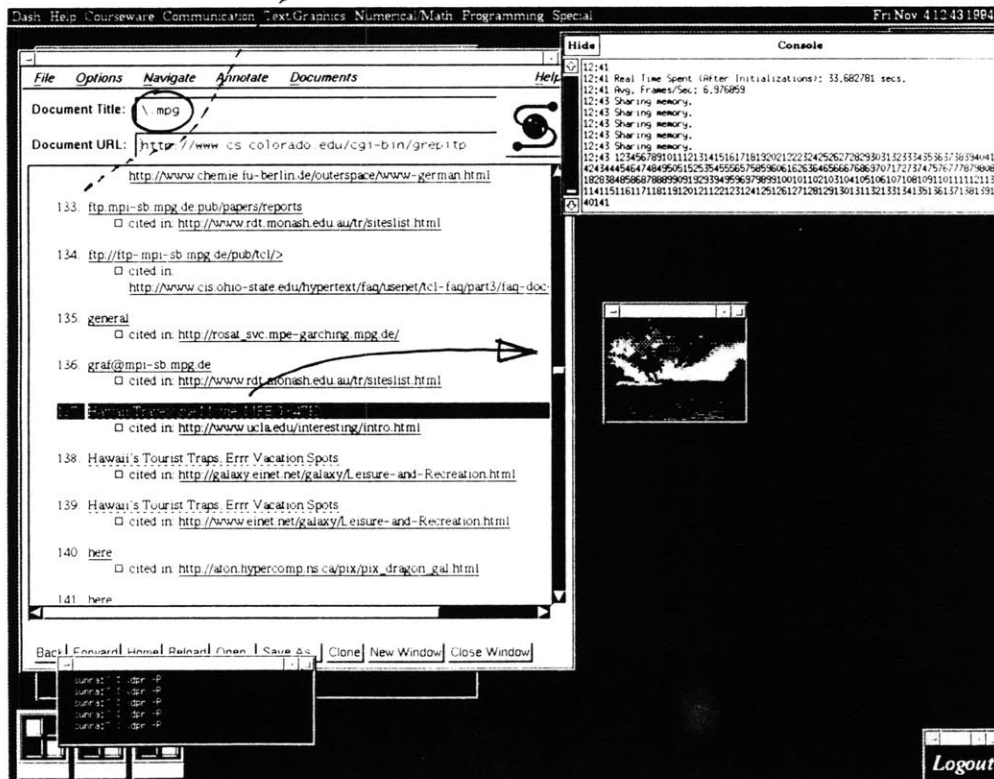 Dash Help Courseware Communication Text Graphics Numerical/Math Programming Special Fri Nov 4 12 43 1994
Hide Console
12:41
12:41 Real Time Spent (After Initializations): 33.682781 secs.
12:41 Avg. Frames/Sec: 6.976859
12:43 Sharing memory.
12:43 Sharing memory.
12:43 Sharing memory.
12:43 Sharing memory.
File Options Navigate Annotate Documents Help
Document Title: \.mpg
Document URL: http://www cs colorado edu/cgi-bin/grepitp
http://www chemie fu-berlin.de/outerspace/www-german.html
133. ftp.mpi-sb.mpg de pub/papers/reports
cited in: http://www.rdt.monash.edu.au/tr/siteslist html
134. ftp://ftp-mpi-sb mpg de/pub/tcl/>
cited in:
http://www.cis.ohio-state.edu/hypertext/faq/usenet/tcl-faq/part3/faq-doc-
135. general
cited in: http://rosat_svc.mpe-garching.mpg.de/
136. graf@mpi-sb.mpg de
cited in: http://www rdt.monash.edu.au/tr/siteslist.html
cited in: http://www ucla.edu/interesting/intro.html
138. Hawaii's Tourist Traps, Errr Vacation Spots
cited in: http://galaxy einet.net/galaxy/Leisure-and-Recreation.html
139. Hawaii's Tourist Traps, Errr Vacation Spots
cited in: http://www einet net/galaxy/Leisure-and-Recreation.html
140 here
cited in: http://aton.hypercomp.ns ca/pix/pix_dragon_gal html
141 here
Back Forward Home Reload Open Save As Clone New Window Close Window
Logout